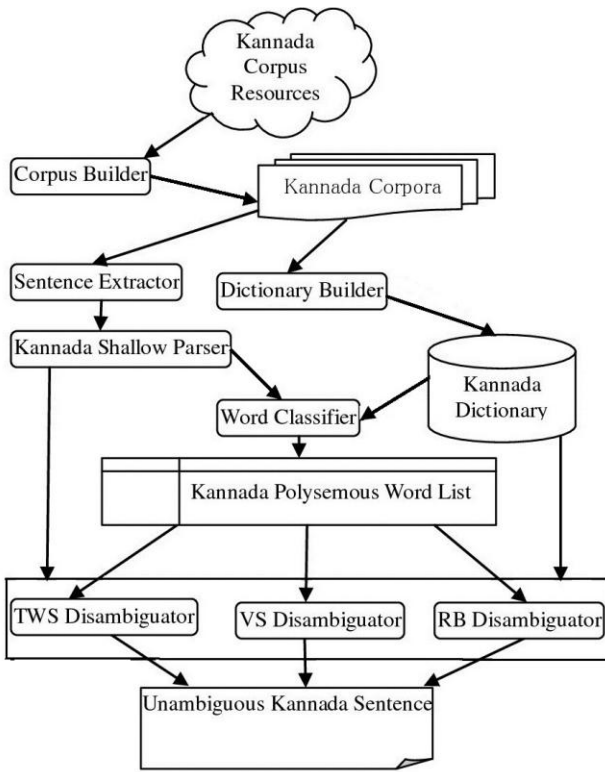 Kannada
Corpus
Resources
Corpus Builder
Kannada Corpora
Sentence Extractor
Dictionary Builder
Kannada Shallow Parser
Kannada
Dictionary
Word Classifier
Kannada Polysemous Word List
TWS Disambiguator
VS Disambiguator
RB Disambiguator
Unambiguous Kannada Sentence